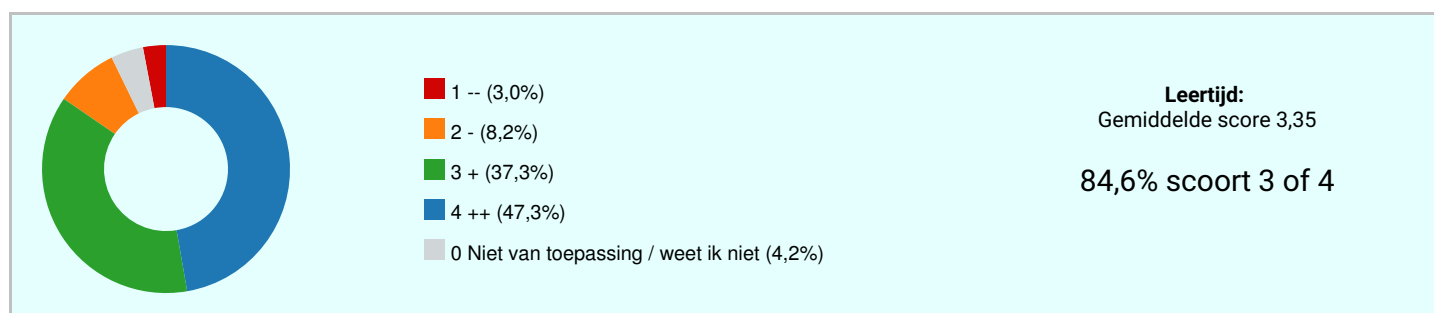 1 -- (3,0%)
2 - (8,2%)
3 + (37,3%)
4 ++ (47,3%)
0 Niet van toepassing / weet ik niet (4,2%)
Leertijd:
Gemiddelde score 3,35
84,6% scoort 3 of 4